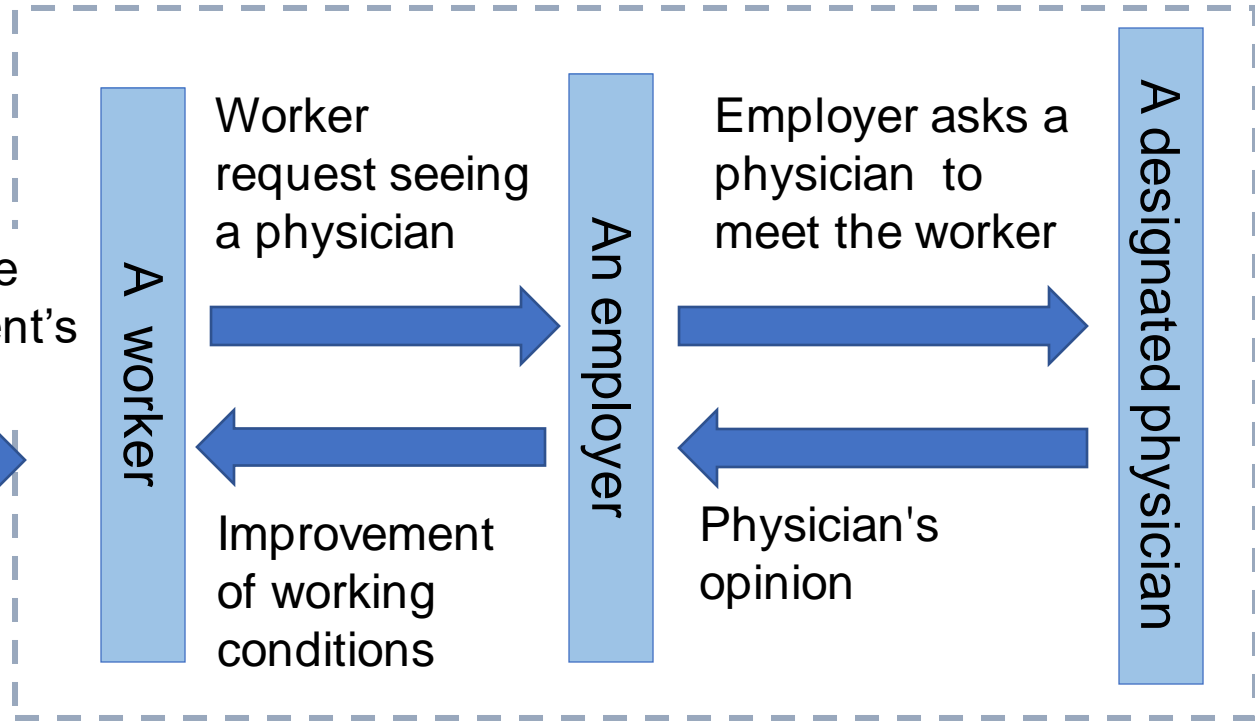 Worker
request seeing
a physician
Employer asks a
physician  to
meet the worker
A  worker
An employer
A designated physician
Improvement
of working
conditions
Physician's
opinion